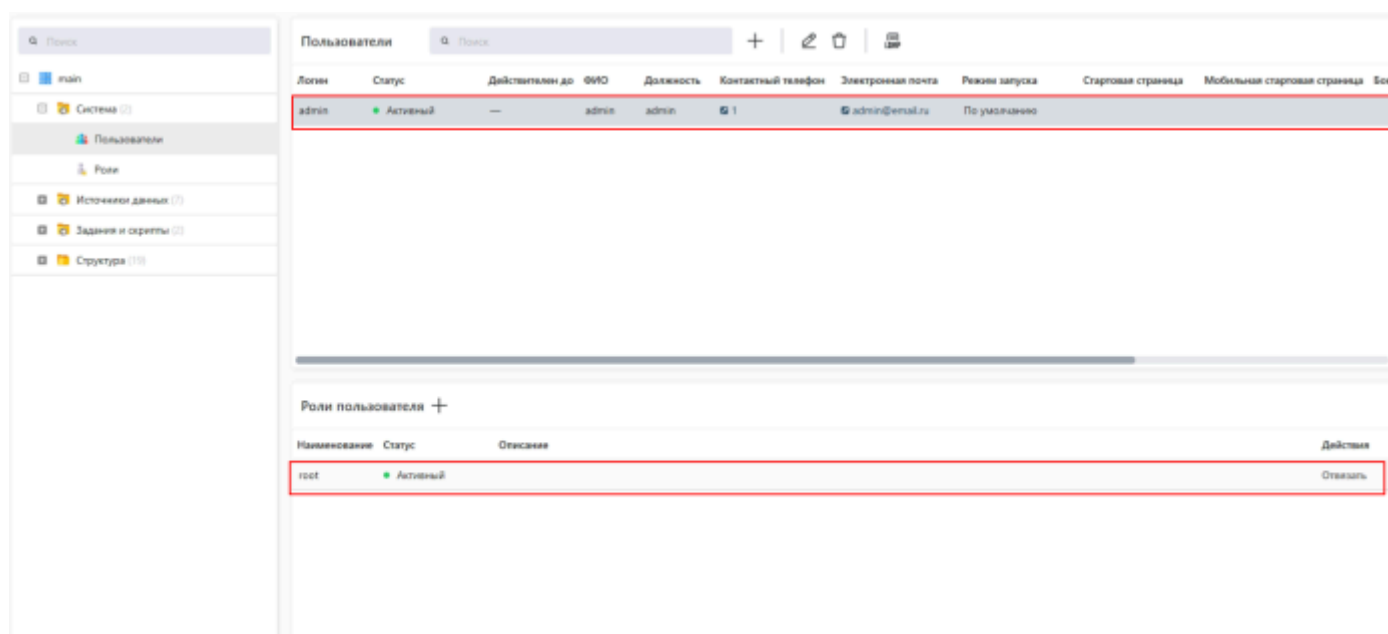 Поиск
main
Система (2)
Пользователи
Роли
Источники данных (7)
Задания и скрипты (2)
Структура (19)
Пользователи Поиск
Логин Статус Действителен до ФИО Должность Контактный телефон Электронная почта Режим запуска Стартовая страница Мобильная стартовая страница
admin Активный — admin admin 1 admin@email.ru По умолчанию
Роли пользователя
Наименование Статус Описание Действия
root Активный Отвязать